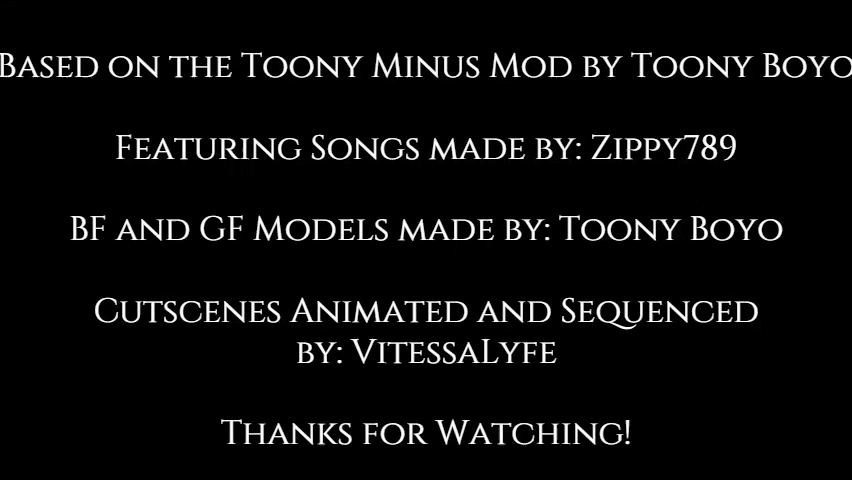 Based on the Toony Minus Mod by Toony Boyo
Featuring Songs made by: Zippy789
BF and GF Models made by: Toony Boyo
Cutscenes Animated and Sequenced
by: VitessaLyfe
Thanks for Watching!